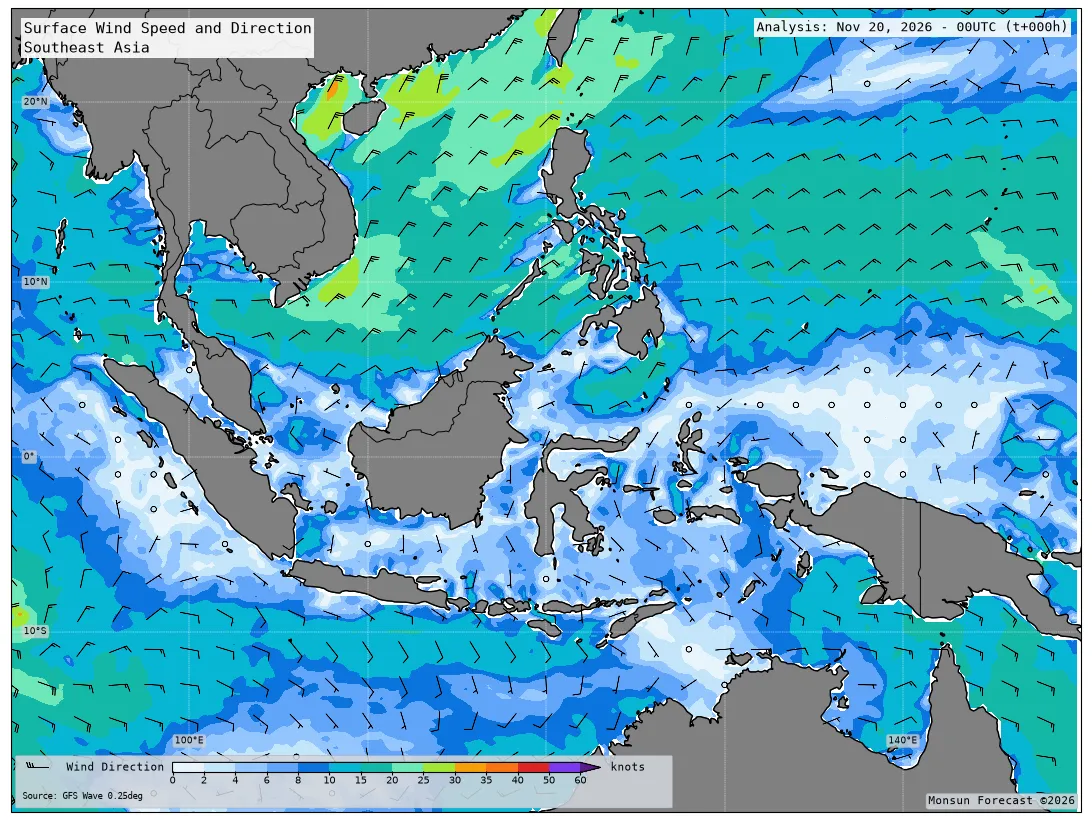 Surface Wind Speed and Direction
Southeast Asia
Analysis: Nov 20, 2026 - 00UTC (t+000h)
20°N
10°N
0°
10°S
100°E
140°E
Wind Direction
knots
0 2 4 6 8 10 15 20 25 30 35 40 50 60
Source: GFS Wave 0.25deg
Monsun Forecast ©2026